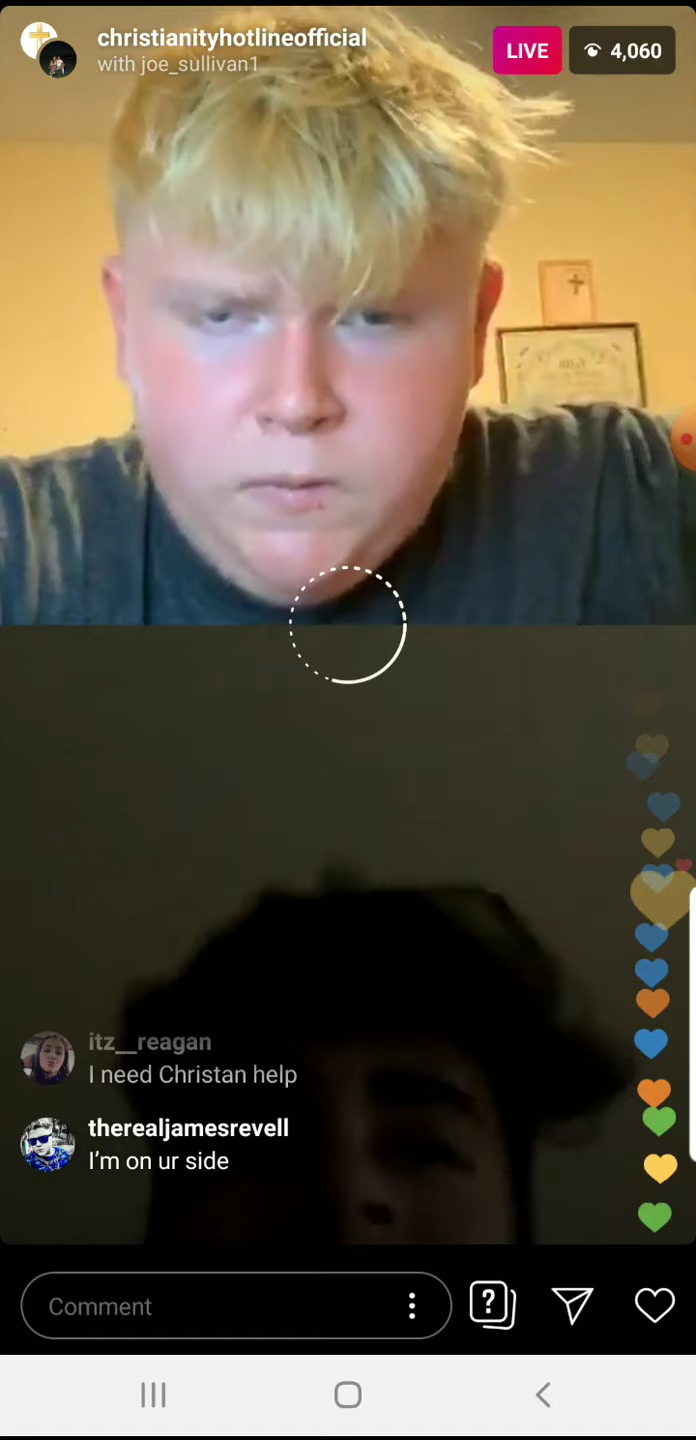 christianityhotlineofficial
with joe_sullivan1
LIVE
4,060
itz__reagan
I need Christan help
therealjamesrevell
I'm on ur side
Comment